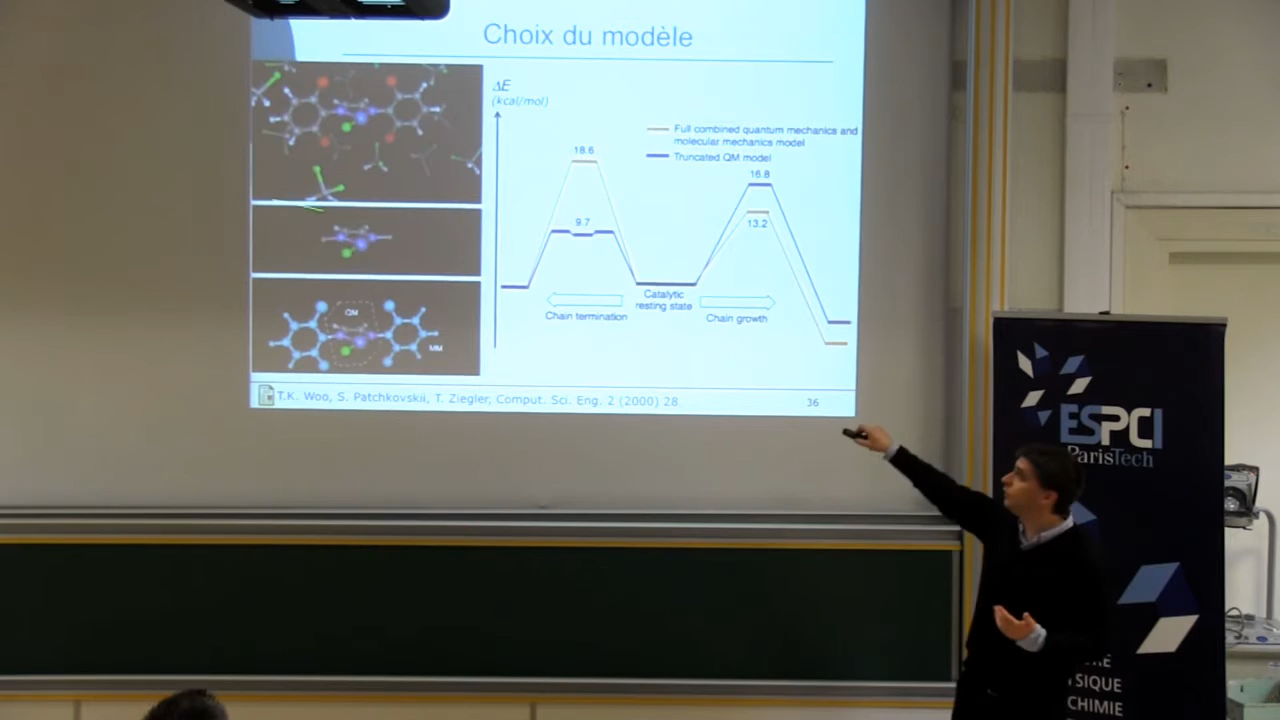 Choix du modèle
ΔE
(kcal/mol)
Full combined quantum mechanics and
molecular mechanics model
Truncated QM model
18.6
16.8
9.7
13.2
Catalytic
resting state
Chain termination
Chain growth
QM
MM
T.K. Woo, S. Patchkovskii, T. Ziegler, Comput. Sci. Eng. 2 (2000) 28.
36
ESPCI
ParisTech
SIQUE
CHIMIE